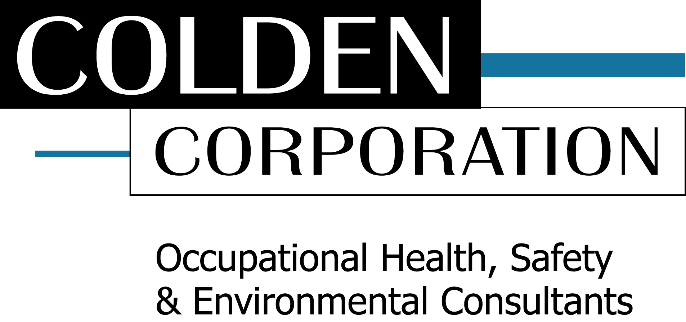 COLDEN
CORPORATION
Occupational Health, Safety
& Environmental Consultants